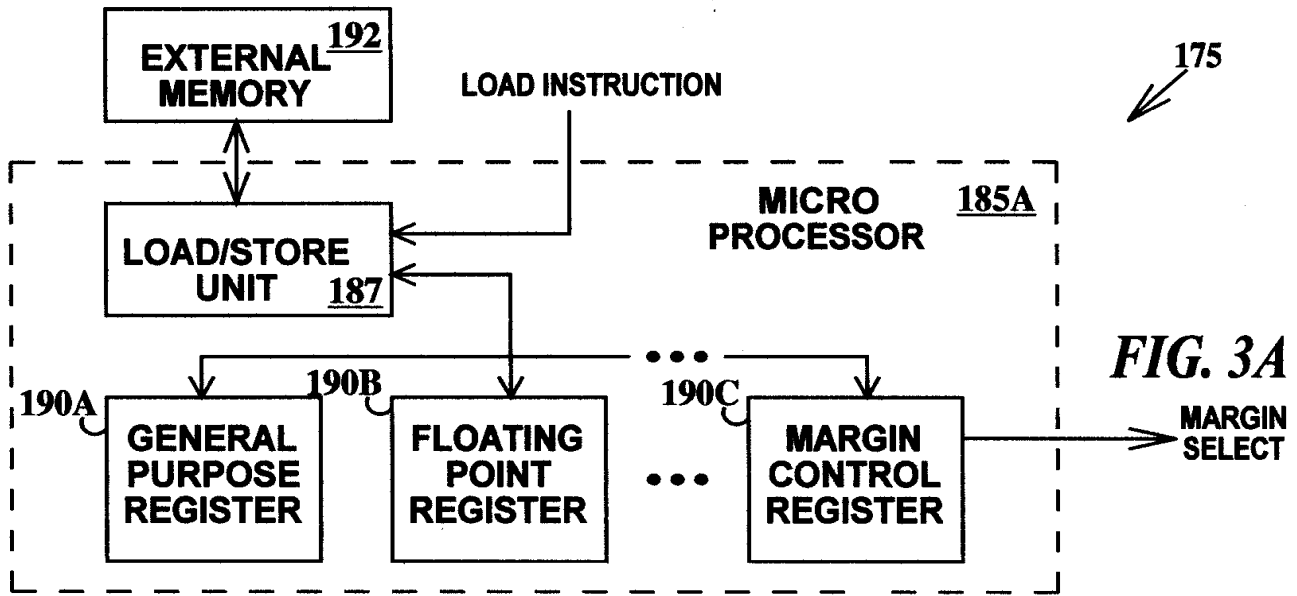 192
EXTERNAL
MEMORY
LOAD INSTRUCTION
175
MICRO
PROCESSOR
185A
LOAD/STORE
UNIT
187
FIG. 3A
190A
190B
190C
GENERAL
PURPOSE
REGISTER
FLOATING
POINT
REGISTER
MARGIN
CONTROL
REGISTER
MARGIN
SELECT